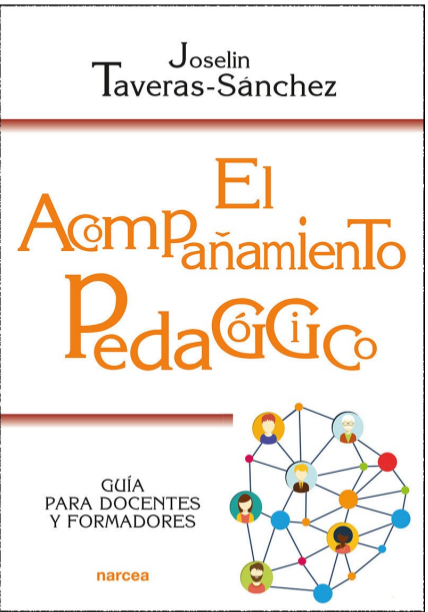 Joselin
Taveras-Sánchez
El
Acompañamiento
Pedagógico
GUÍA
PARA DOCENTES
Y FORMADORES
narcea